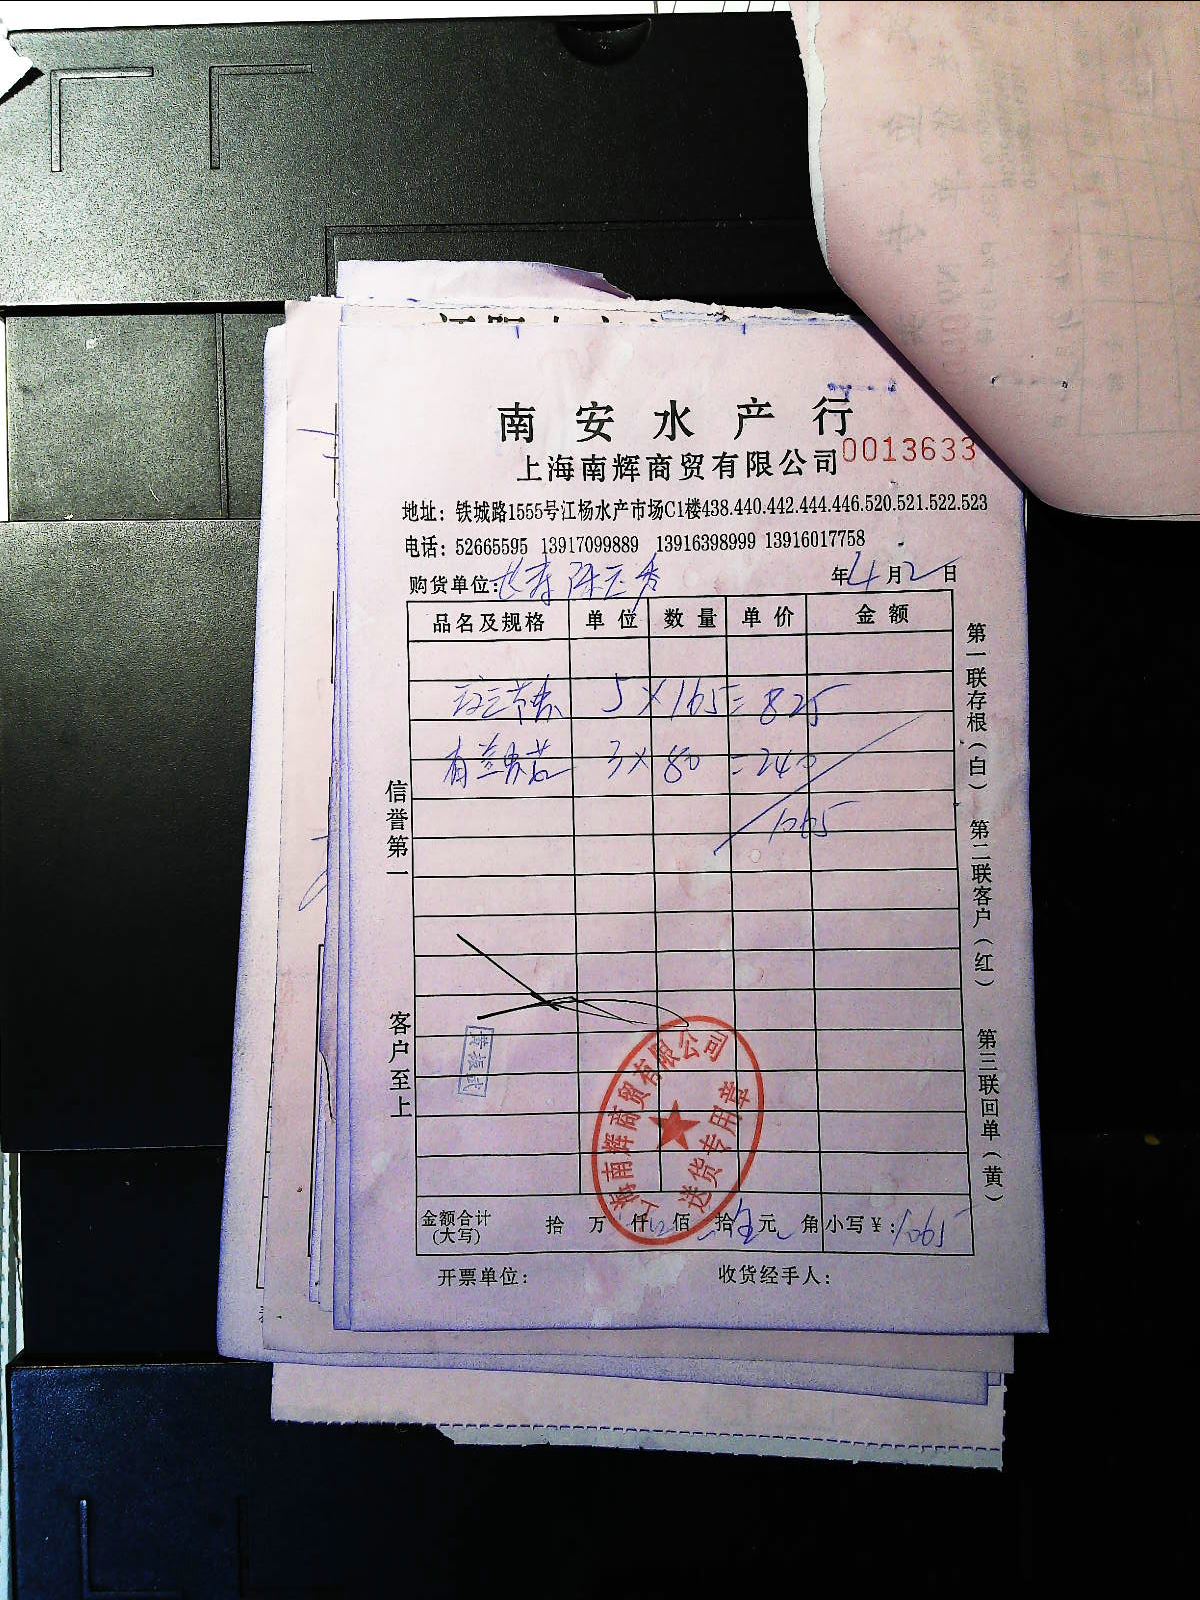 南安水产行
上海南辉商贸有限公司 0013633
地址：铁城路1555号江杨水产市场C1楼438.440.442.444.446.520.521.522.523
电话：52665595 13917099889 13916398999 13916017758
购货单位： 年4月2日
品名及规格 单位 数量 单价 金额
5×165=825
3×80=240
1065
信誉第一
客户至上
第一联存根（白）
第二联客户（红）
第三联回单（黄）
上海南辉商贸有限公司
送货专用章
金额合计（大写） 拾 万 仟 佰 拾 元 角 小写￥：1065
开票单位： 收货经手人：